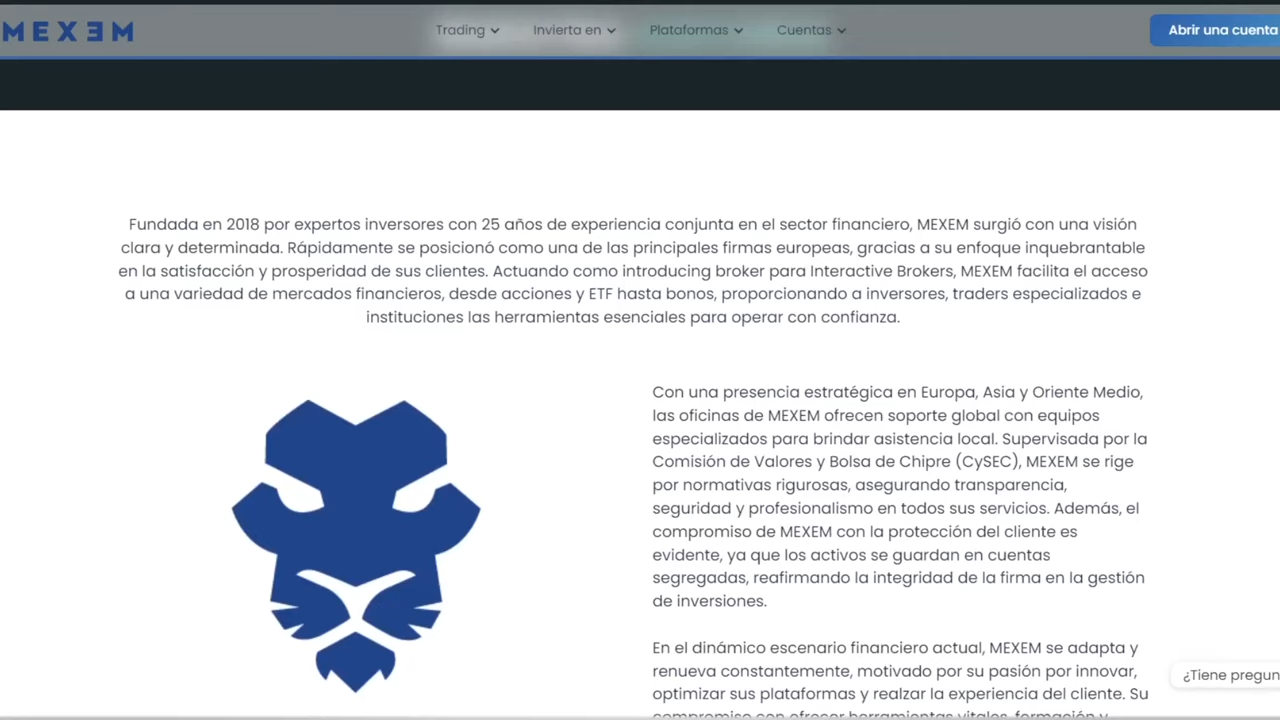 MEXEM
Trading
Invierta en
Plataformas
Cuentas
Abrir una cuenta
Fundada en 2018 por expertos inversores con 25 años de experiencia conjunta en el sector financiero, MEXEM surgió con una visión
clara y determinada. Rápidamente se posicionó como una de las principales firmas europeas, gracias a su enfoque inquebrantable
en la satisfacción y prosperidad de sus clientes. Actuando como introducing broker para Interactive Brokers, MEXEM facilita el acceso
a una variedad de mercados financieros, desde acciones y ETF hasta bonos, proporcionando a inversores, traders especializados e
instituciones las herramientas esenciales para operar con confianza.
Con una presencia estratégica en Europa, Asia y Oriente Medio,
las oficinas de MEXEM ofrecen soporte global con equipos
especializados para brindar asistencia local. Supervisada por la
Comisión de Valores y Bolsa de Chipre (CySEC), MEXEM se rige
por normativas rigurosas, asegurando transparencia,
seguridad y profesionalismo en todos sus servicios. Además, el
compromiso de MEXEM con la protección del cliente es
evidente, ya que los activos se guardan en cuentas
segregadas, reafirmando la integridad de la firma en la gestión
de inversiones.
En el dinámico escenario financiero actual, MEXEM se adapta y
renueva constantemente, motivado por su pasión por innovar,
optimizar sus plataformas y realzar la experiencia del cliente. Su
compromiso con ofrecer herramientas vitales, formación y
¿Tiene pregun